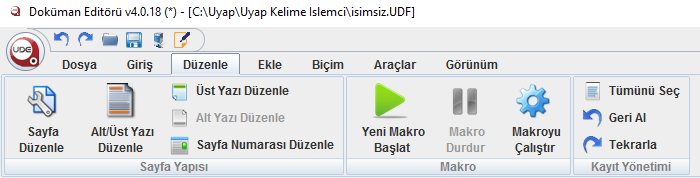 Doküman Editörü v4.0.18 (*) - [C:\Uyap\Uyap Kelime Islemci\isimsiz.UDF]
UDE
Dosya Giriş Düzenle Ekle Biçim Araçlar Görünüm
Sayfa Düzenle
Alt/Üst Yazı Düzenle
Üst Yazı Düzenle
Alt Yazı Düzenle
Sayfa Numarası Düzenle
Sayfa Yapısı
Yeni Makro Başlat
Makro Durdur
Makroyu Çalıştır
Makro
Tümünü Seç
Geri Al
Tekrarla
Kayıt Yönetimi